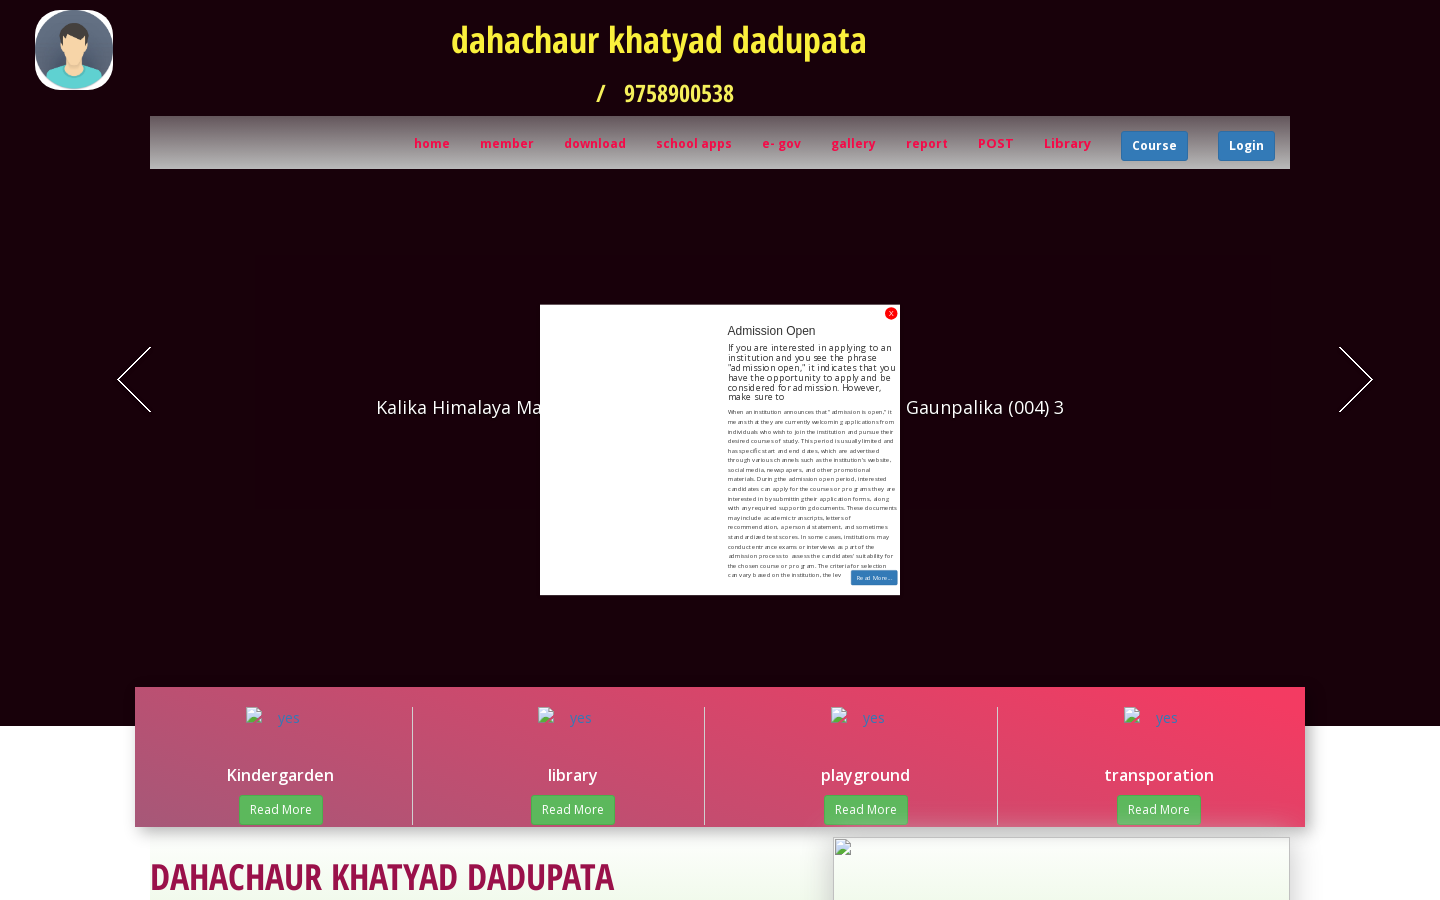 dahachaur khatyad dadupata
/ 9758900538
home member download school apps e- gov gallery report POST Library Course Login
X
Admission Open
If you are interested in applying to an
institution and you see the phrase
"admission open," it indicates that you
have the opportunity to apply and be
considered for admission. However,
make sure to
When an institution announces that "admission is open," it
means that they are currently welcoming applications from
individuals who wish to join the institution and pursue their
desired courses of study. This period is usually limited and
has specific start and end dates, which are advertised
through various channels such as the institution's website,
social media, newspapers, and other promotional
materials. During the admission open period, interested
candidates can apply for the courses or programs they are
interested in by submitting their application forms, along
with any required supporting documents. These documents
may include academic transcripts, letters of
recommendation, a personal statement, and sometimes
standardized test scores. In some cases, institutions may
conduct entrance exams or interviews as part of the
admission process to assess the candidates' suitability for
the chosen course or program. The criteria for selection
can vary based on the institution, the lev
Read More...
Kalika Himalaya Ma
Gaunpalika (004) 3
yes yes yes yes
Kindergarden library playground transporation
Read More Read More Read More Read More
DAHACHAUR KHATYAD DADUPATA